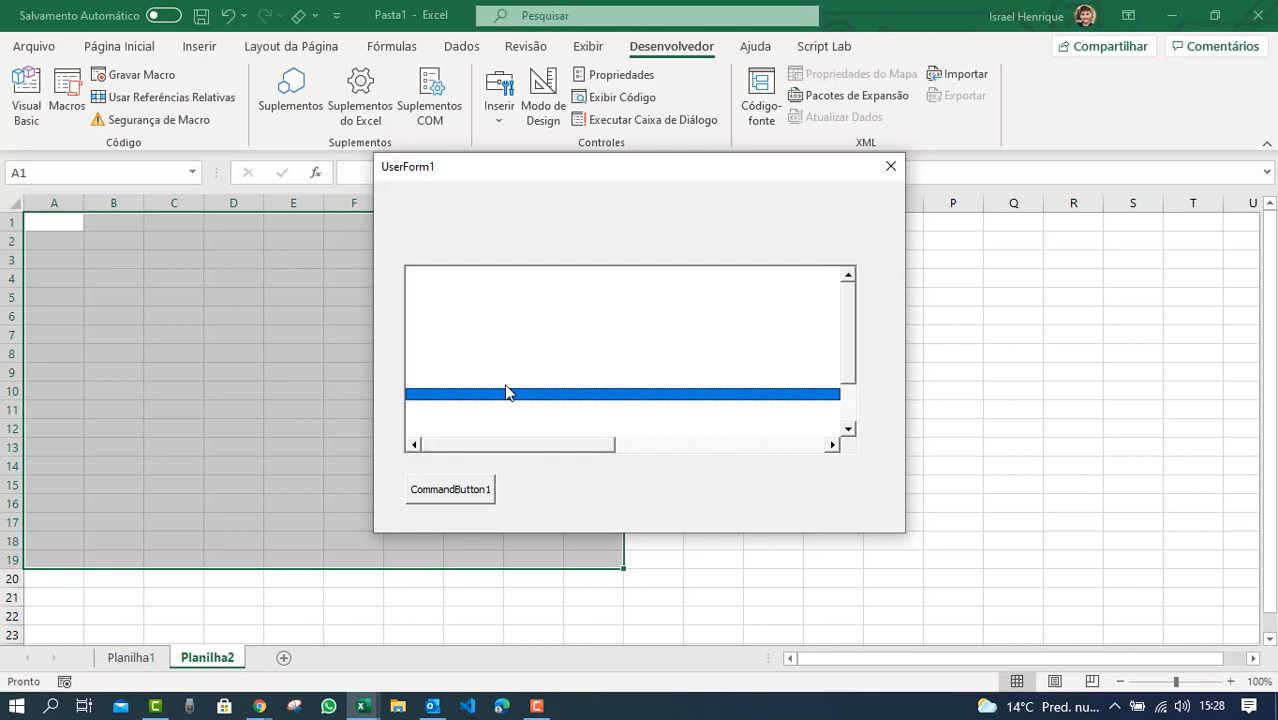 Salvamento Automático Pasta1 - Excel Pesquisar Israel Henrique
Arquivo Página Inicial Inserir Layout da Página Fórmulas Dados Revisão Exibir Desenvolvedor Ajuda Script Lab Compartilhar Comentários
Visual Basic
Macros
Gravar Macro
Usar Referências Relativas
Segurança de Macro
Código
Suplementos
Suplementos do Excel
Suplementos COM
Suplementos
Inserir
Modo de Design
Propriedades
Exibir Código
Executar Caixa de Diálogo
Controles
Código-fonte
Propriedades do Mapa
Pacotes de Expansão
Atualizar Dados
Importar
Exportar
XML
A1 fx
UserForm1
A B C D E F P Q R S T U
1
2
3
4
5
6
7
8
9
10
11
12
13
14
15
16
17
18
19
20
21
22
23
CommandButton1
Planilha1 Planilha2
Pronto 100%
14°C Pred. nu... 15:28